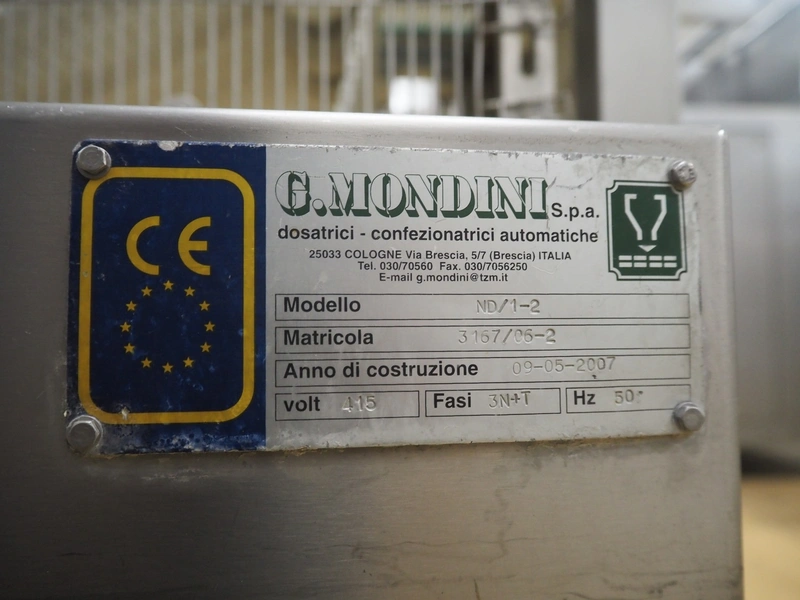 CE
G.MONDINI S.p.a.
dosatrici - confezionatrici automatiche
25033 COLOGNE Via Brescia, 5/7 (Brescia) ITALIA
Tel. 030/70560 Fax. 030/7056250
E-mail g.mondini@tzm.it
Modello ND/1-2
Matricola 3167/06-2
Anno di costruzione 09-05-2007
volt 415 Fasi 3N+T Hz 50